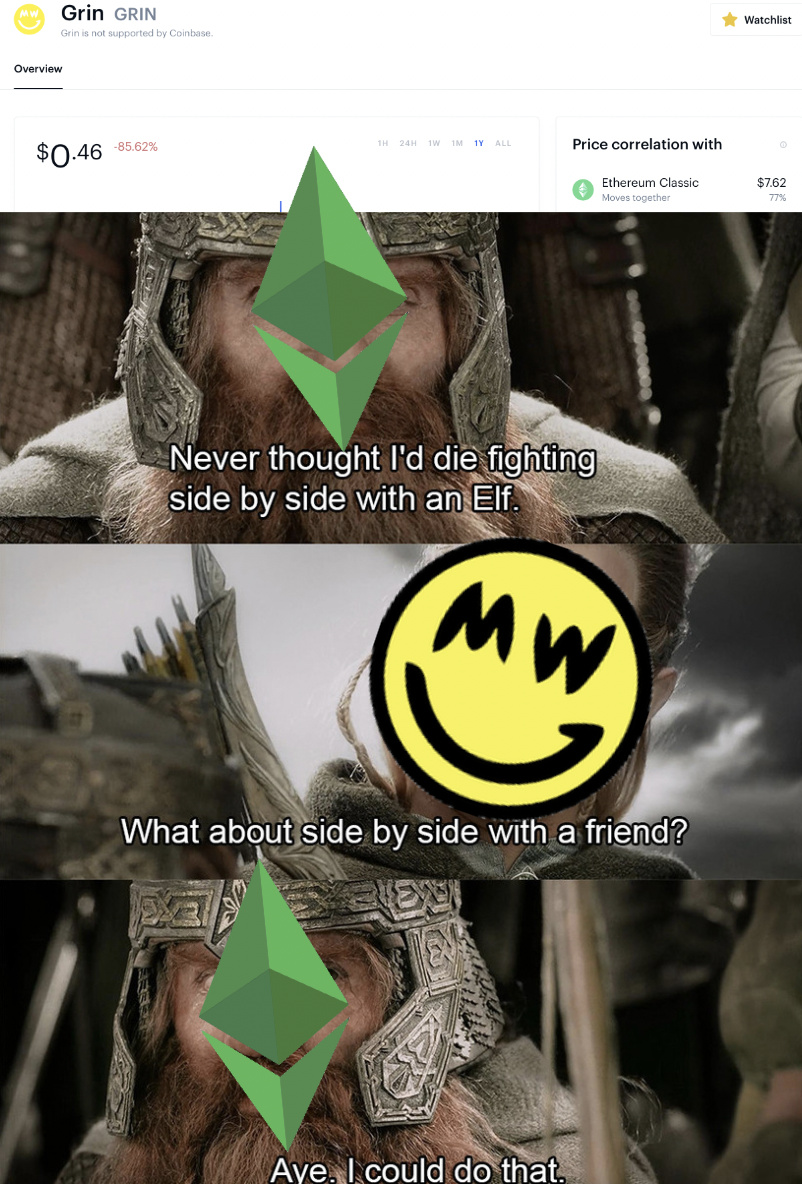 Grin GRIN
Grin is not supported by Coinbase.
Watchlist
Overview
$0.46 -85.62%
1H 24H 1W 1M 1Y ALL
Price correlation with
Ethereum Classic $7.62
Moves together 77%
Never thought I'd die fighting
side by side with an Elf.
MW
What about side by side with a friend?
Aye. I could do that.